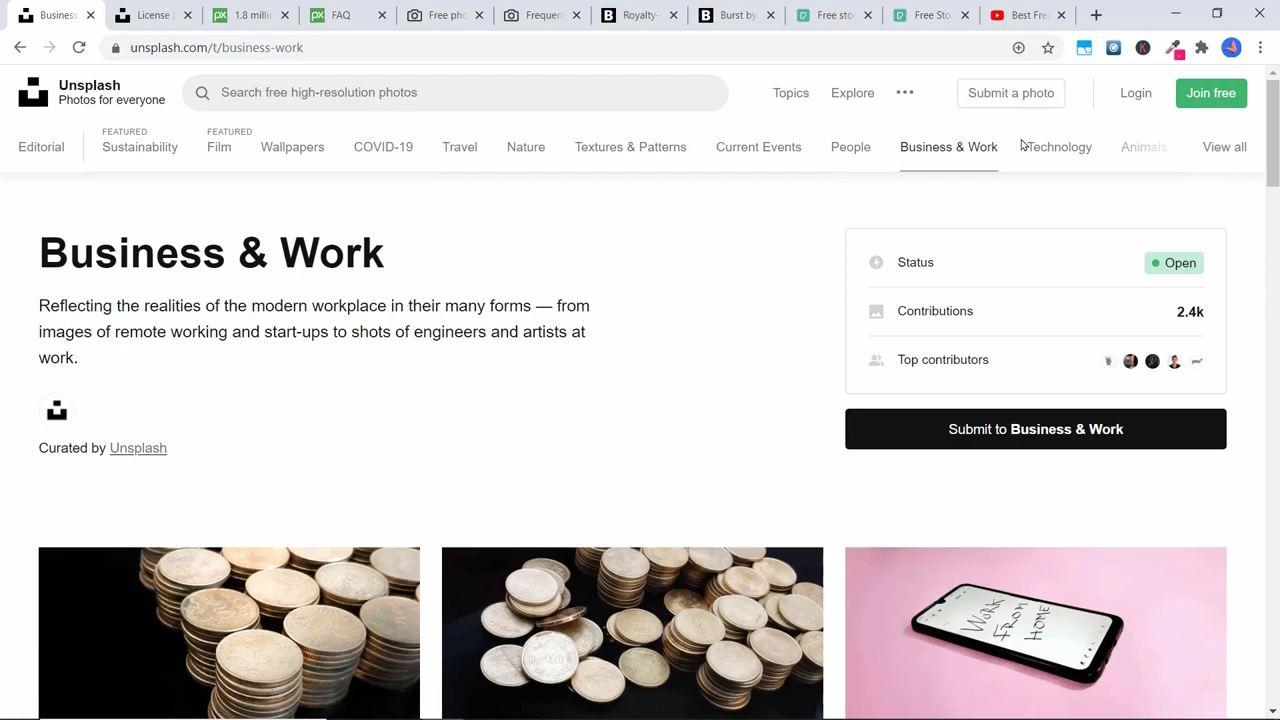 Business
License
1.8 millio
FAQ
Free pho
Frequen
Royalty-
Burst by
Free stoc
Free Sto
Best Fre
unsplash.com/t/business-work
Unsplash
Photos for everyone
Search free high-resolution photos
Topics
Explore
Submit a photo
Login
Join free
Editorial
FEATURED
Sustainability
FEATURED
Film
Wallpapers
COVID-19
Travel
Nature
Textures & Patterns
Current Events
People
Business & Work
Technology
Animals
View all
Business & Work
Reflecting the realities of the modern workplace in their many forms — from
images of remote working and start-ups to shots of engineers and artists at
work.
Curated by Unsplash
Status
Open
Contributions
2.4k
Top contributors
Submit to Business & Work
WORK
FROM
HOME